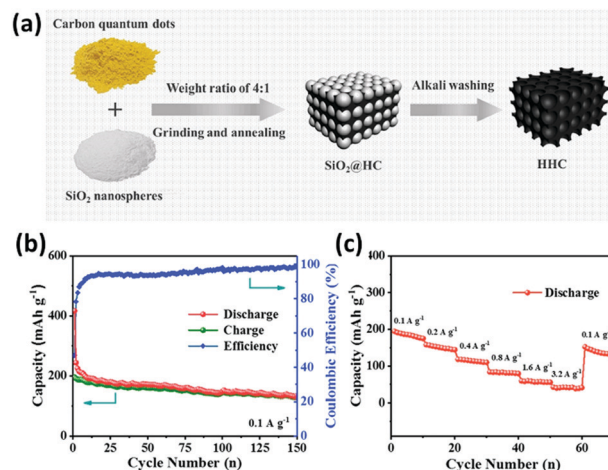 (a)
Carbon quantum dots
+
SiO2 nanospheres
Weight ratio of 4:1
Grinding and annealing
SiO2@HC
Alkali washing
HHC
(b)
Capacity (mAh g-1)
600
400
200
0
Discharge
Charge
Efficiency
0.1 A g-1
100
80
60
40
20
0
Coulombic Efficiency (%)
0 25 50 75 100 125 150
Cycle Number (n)
(c)
Capacity (mAh g-1)
400
300
200
100
0
Discharge
0.1 A g-1
0.2 A g-1
0.4 A g-1
0.8 A g-1
1.6 A g-1
3.2 A g-1
0.1 A g-1
0 20 40 60
Cycle Number (n)